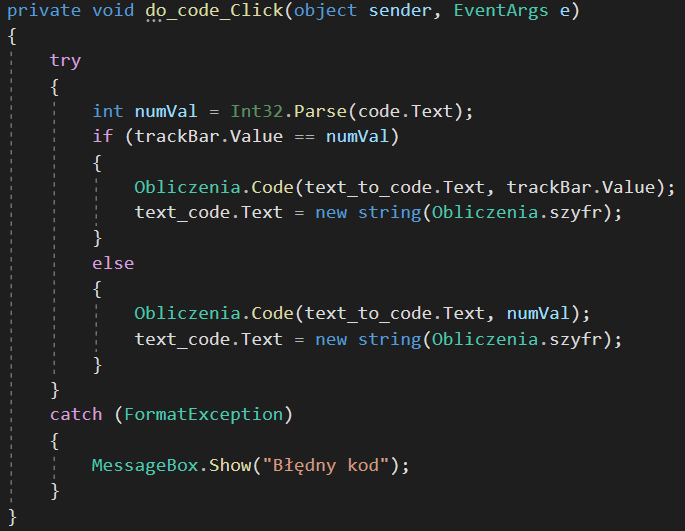 private void do_code_Click(object sender, EventArgs e)
{
    try
    {
        int numVal = Int32.Parse(code.Text);
        if (trackBar.Value == numVal)
        {
            Obliczenia.Code(text_to_code.Text, trackBar.Value);
            text_code.Text = new string(Obliczenia.szyfr);
        }
        else
        {
            Obliczenia.Code(text_to_code.Text, numVal);
            text_code.Text = new string(Obliczenia.szyfr);
        }
    }
    catch (FormatException)
    {
        MessageBox.Show("Błędny kod");
    }
}